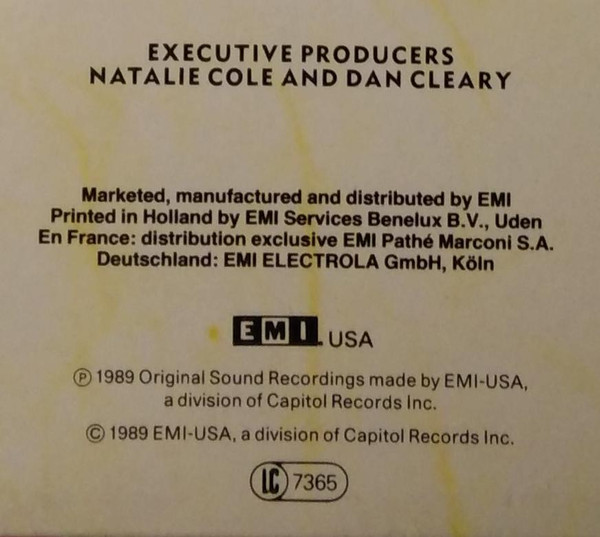 EXECUTIVE PRODUCERS
NATALIE COLE AND DAN CLEARY
Marketed, manufactured and distributed by EMI
Printed in Holland by EMI Services Benelux B.V., Uden
En France: distribution exclusive EMI Pathé Marconi S.A.
Deutschland: EMI ELECTROLA GmbH, Köln
EMI. USA
℗ 1989 Original Sound Recordings made by EMI-USA,
a division of Capitol Records Inc.
© 1989 EMI-USA, a division of Capitol Records Inc.
LC 7365